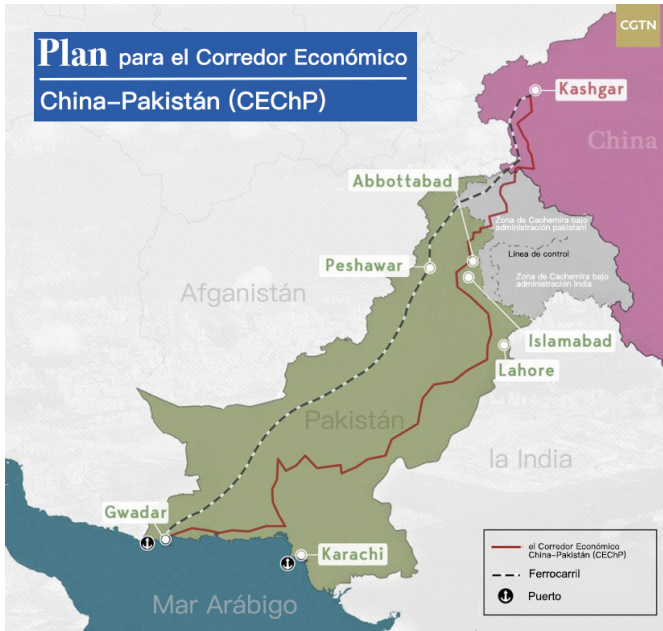 CGTN
Plan para el Corredor Económico
China-Pakistán (CEChP)
Kashgar
China
Abbottabad
Zona de Cachemira bajo
administración pakistaní
Línea de control
Zona de Cachemira bajo
administración India
Peshawar
Afganistán
Islamabad
Lahore
Pakistán
la India
Gwadar
Karachi
Mar Arábigo
el Corredor Económico
China-Pakistán (CEChP)
Ferrocarril
Puerto